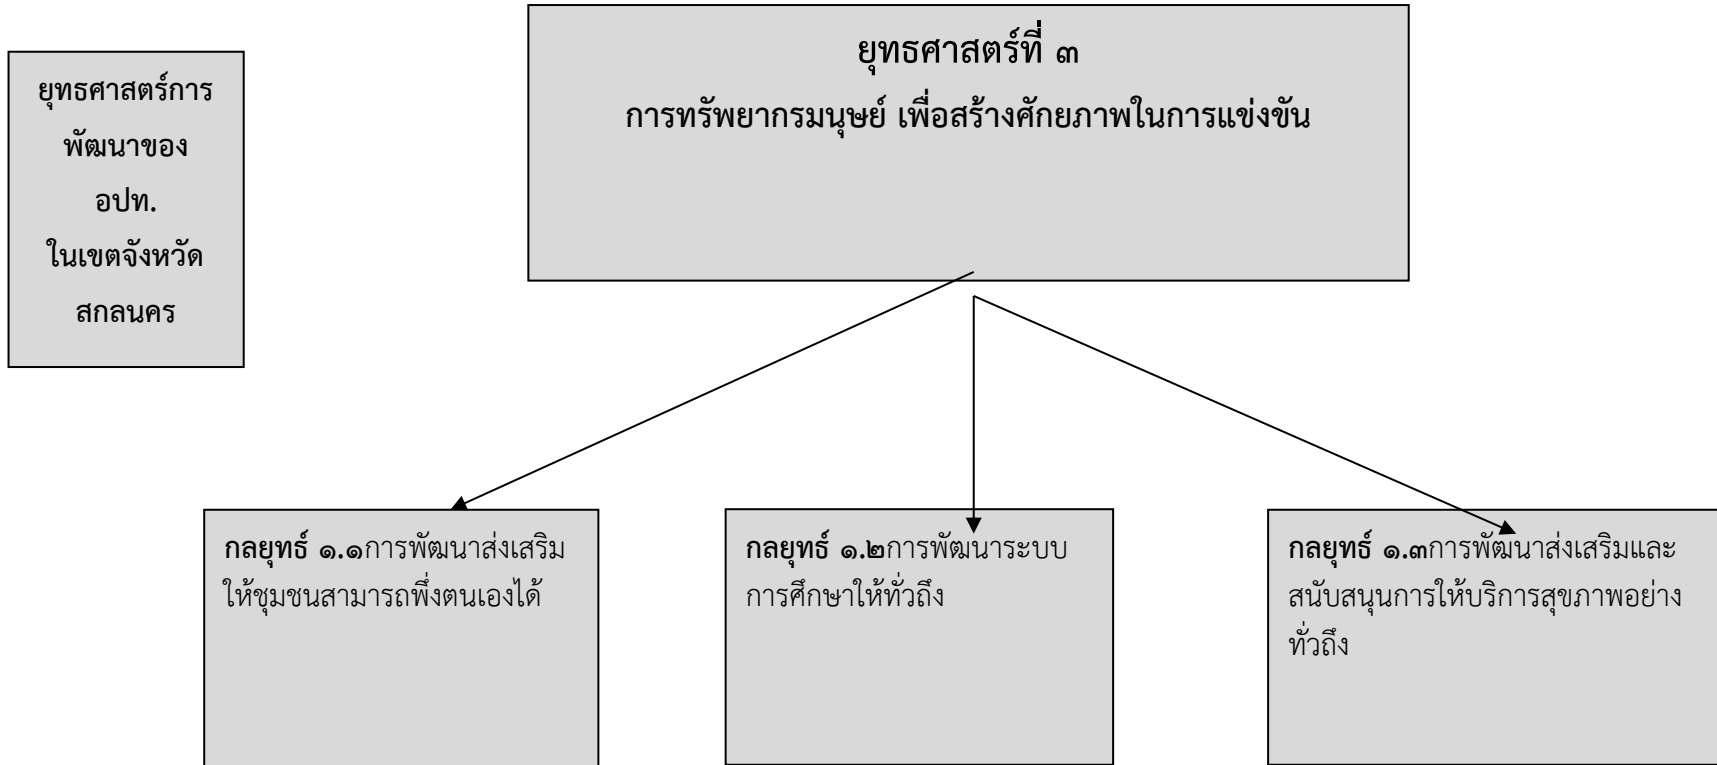 ยุทธศาสตร์การ
พัฒนาของ
อปท.
ในเขตจังหวัด
สกลนคร
ยุทธศาสตร์ที่ ๓
การทรัพยากรมนุษย์ เพื่อสร้างศักยภาพในการแข่งขัน
กลยุทธ์ ๑.๑การพัฒนาส่งเสริม
ให้ชุมชนสามารถพึ่งตนเองได้
กลยุทธ์ ๑.๒การพัฒนาระบบ
การศึกษาให้ทั่วถึง
กลยุทธ์ ๑.๓การพัฒนาส่งเสริมและ
สนับสนุนการให้บริการสุขภาพอย่าง
ทั่วถึง